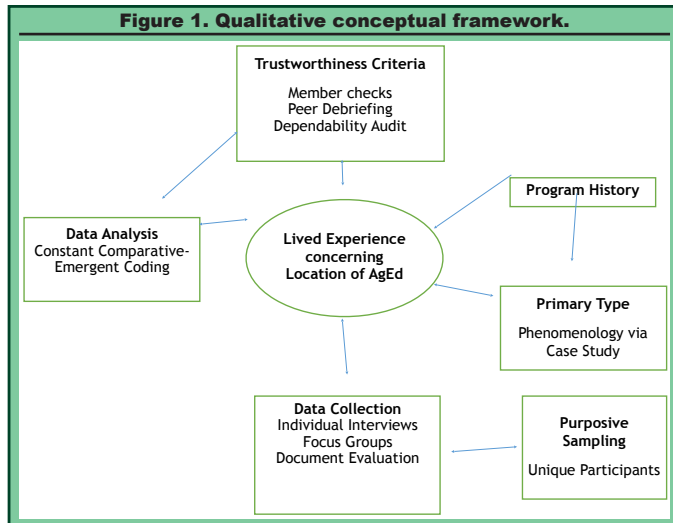 Figure 1. Qualitative conceptual framework.
Trustworthiness Criteria
Member checks
Peer Debriefing
Dependability Audit
Program History
Data Analysis
Constant Comparative-
Emergent Coding
Lived Experience
concerning
Location of AgEd
Primary Type
Phenomenology via
Case Study
Data Collection
Individual Interviews
Focus Groups
Document Evaluation
Purposive
Sampling
Unique Participants